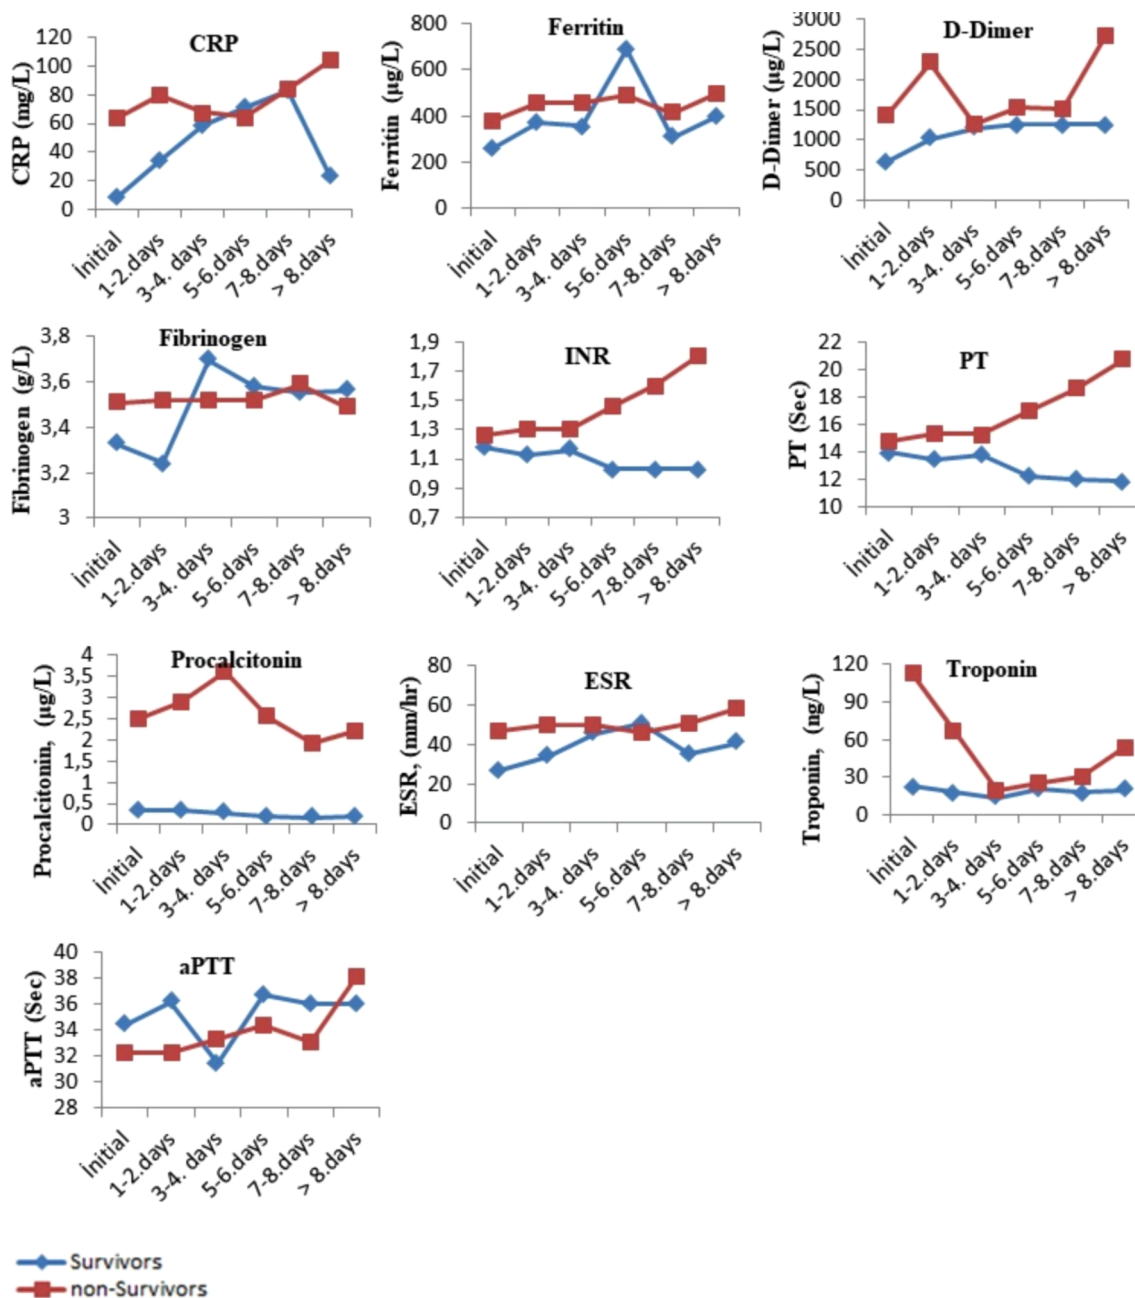 CRP
CRP (mg/L)
120
100
80
60
40
20
0
İnitial
1-2.days
3-4. days
5-6.days
7-8.days
> 8.days
Ferritin
Ferritin (µg/L)
800
600
400
200
0
İnitial
1-2.days
3-4. days
5-6.days
7-8.days
> 8.days
D-Dimer
D-Dimer (µg/L)
3000
2500
2000
1500
1000
500
0
İnitial
1-2.days
3-4. days
5-6.days
7-8.days
> 8.days
Fibrinogen
Fibrinogen (g/L)
3,8
3,6
3,4
3,2
3
İnitial
1-2.days
3-4. days
5-6.days
7-8.days
> 8.days
INR
1,9
1,7
1,5
1,3
1,1
0,9
0,7
İnitial
1-2.days
3-4. days
5-6.days
7-8.days
> 8.days
PT
PT (Sec)
22
20
18
16
14
12
10
İnitial
1-2.days
3-4. days
5-6.days
7-8.days
> 8.days
Procalcitonin
Procalcitonin, (µg/L)
4
3,5
3
2,5
2
1,5
1
0,5
0
İnitial
1-2.days
3-4. days
5-6.days
7-8.days
> 8.days
ESR
ESR, (mm/hr)
80
60
40
20
0
İnitial
1-2.days
3-4. days
5-6.days
7-8.days
> 8.days
Troponin
Troponin, (ng/L)
120
90
60
30
0
İnitial
1-2.days
3-4. days
5-6.days
7-8.days
> 8.days
aPTT
aPTT (Sec)
40
38
36
34
32
30
28
İnitial
1-2.days
3-4. days
5-6.days
7-8.days
> 8.days
Survivors
non-Survivors